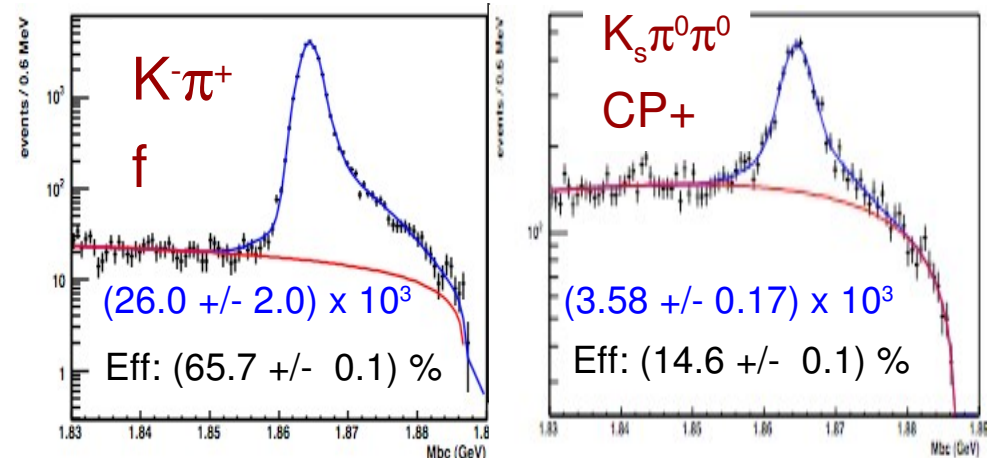 events / 0.6 MeV
10³
10²
10
1
K⁻π⁺
f
(26.0 +/- 2.0) x 10³
Eff: (65.7 +/- 0.1) %
1.83
1.84
1.85
1.86
1.87
1.88
1.8
Mbc (GeV)
events / 0.6 MeV
Kₛπ⁰π⁰
CP+
(3.58 +/- 0.17) x 10³
Eff: (14.6 +/- 0.1) %
1.83
1.84
1.85
1.86
1.87
1.88
Mbc (GeV)